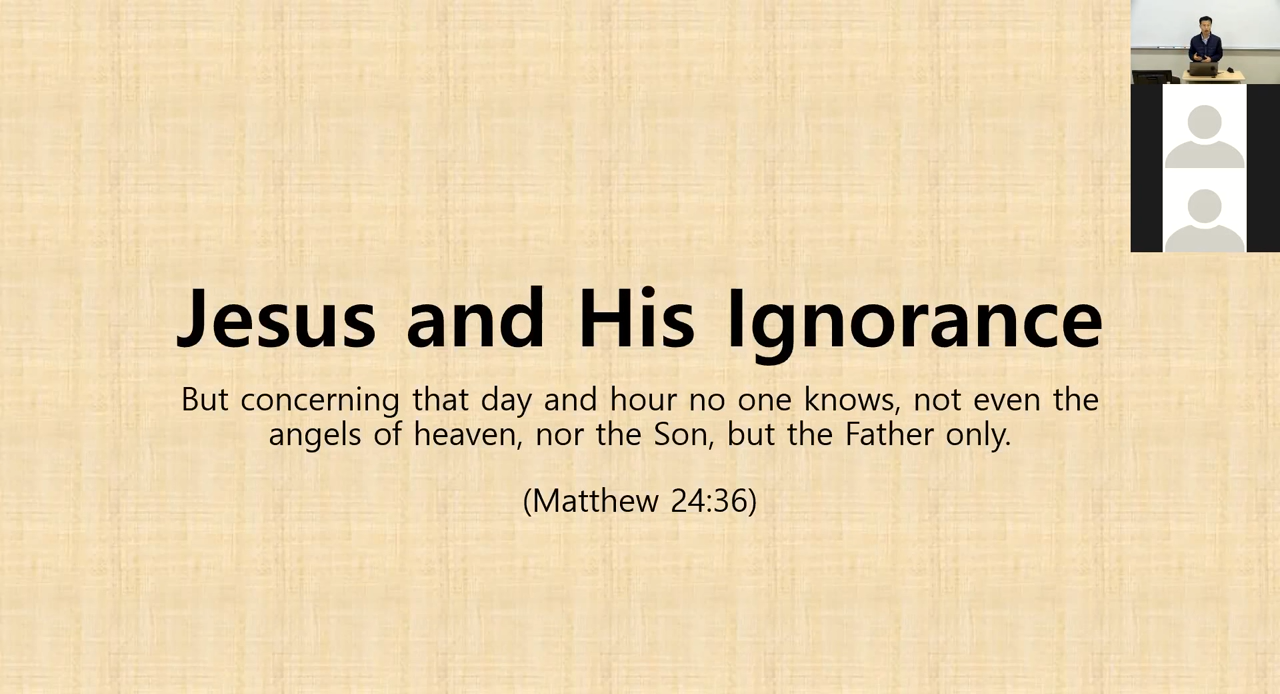 Jesus and His Ignorance
But concerning that day and hour no one knows, not even the
angels of heaven, nor the Son, but the Father only.
(Matthew 24:36)